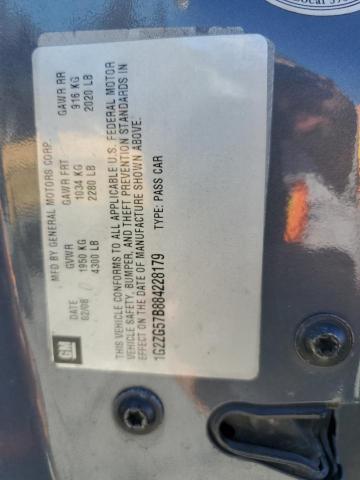 GM
MFD BY GENERAL MOTORS CORP.
DATE GVWR GAWR FRT GAWR RR
02/08 1950 KG 1034 KG 916 KG
4300 LB 2280 LB 2020 LB
THIS VEHICLE CONFORMS TO ALL APPLICABLE U.S. FEDERAL MOTOR
VEHICLE SAFETY, BUMPER, AND THEFT PREVENTION STANDARDS IN
EFFECT ON THE DATE OF MANUFACTURE SHOWN ABOVE.
1G2ZG57B884228179 TYPE: PASS CAR
Local